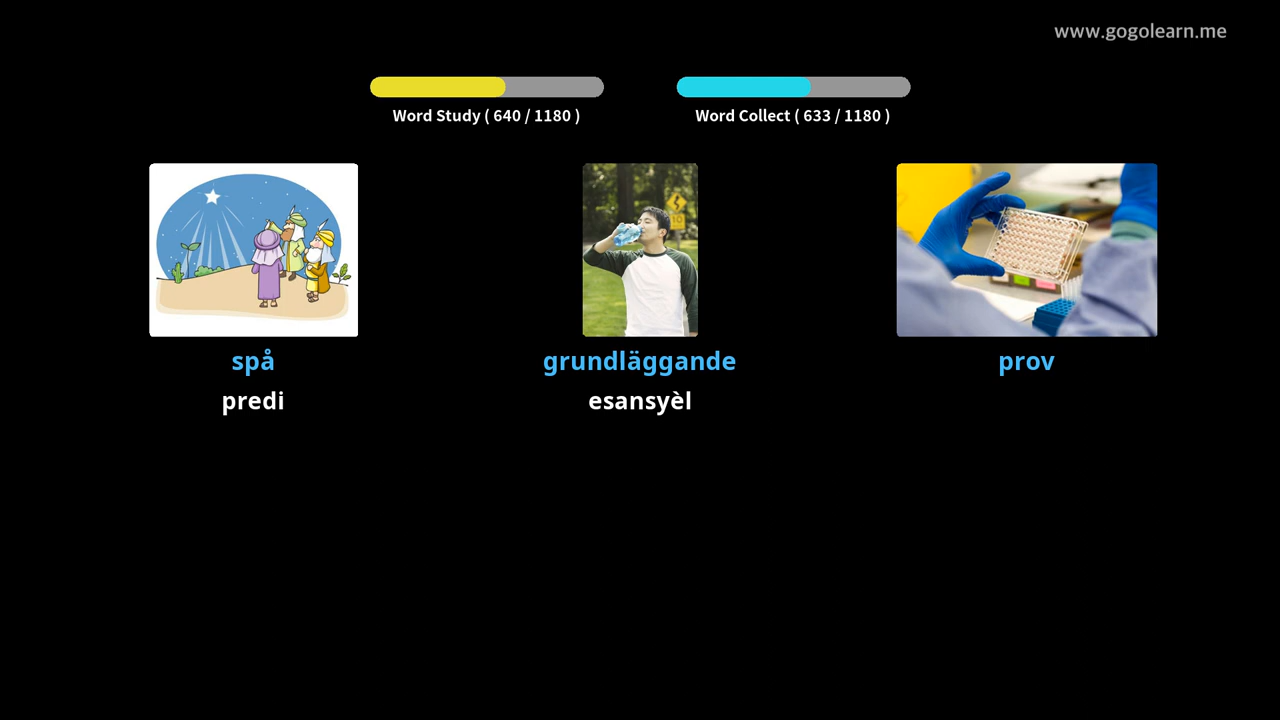 www.gogolearn.me
Word Study ( 640 / 1180 )
Word Collect ( 633 / 1180 )
spå
grundläggande
prov
predi
esansyèl